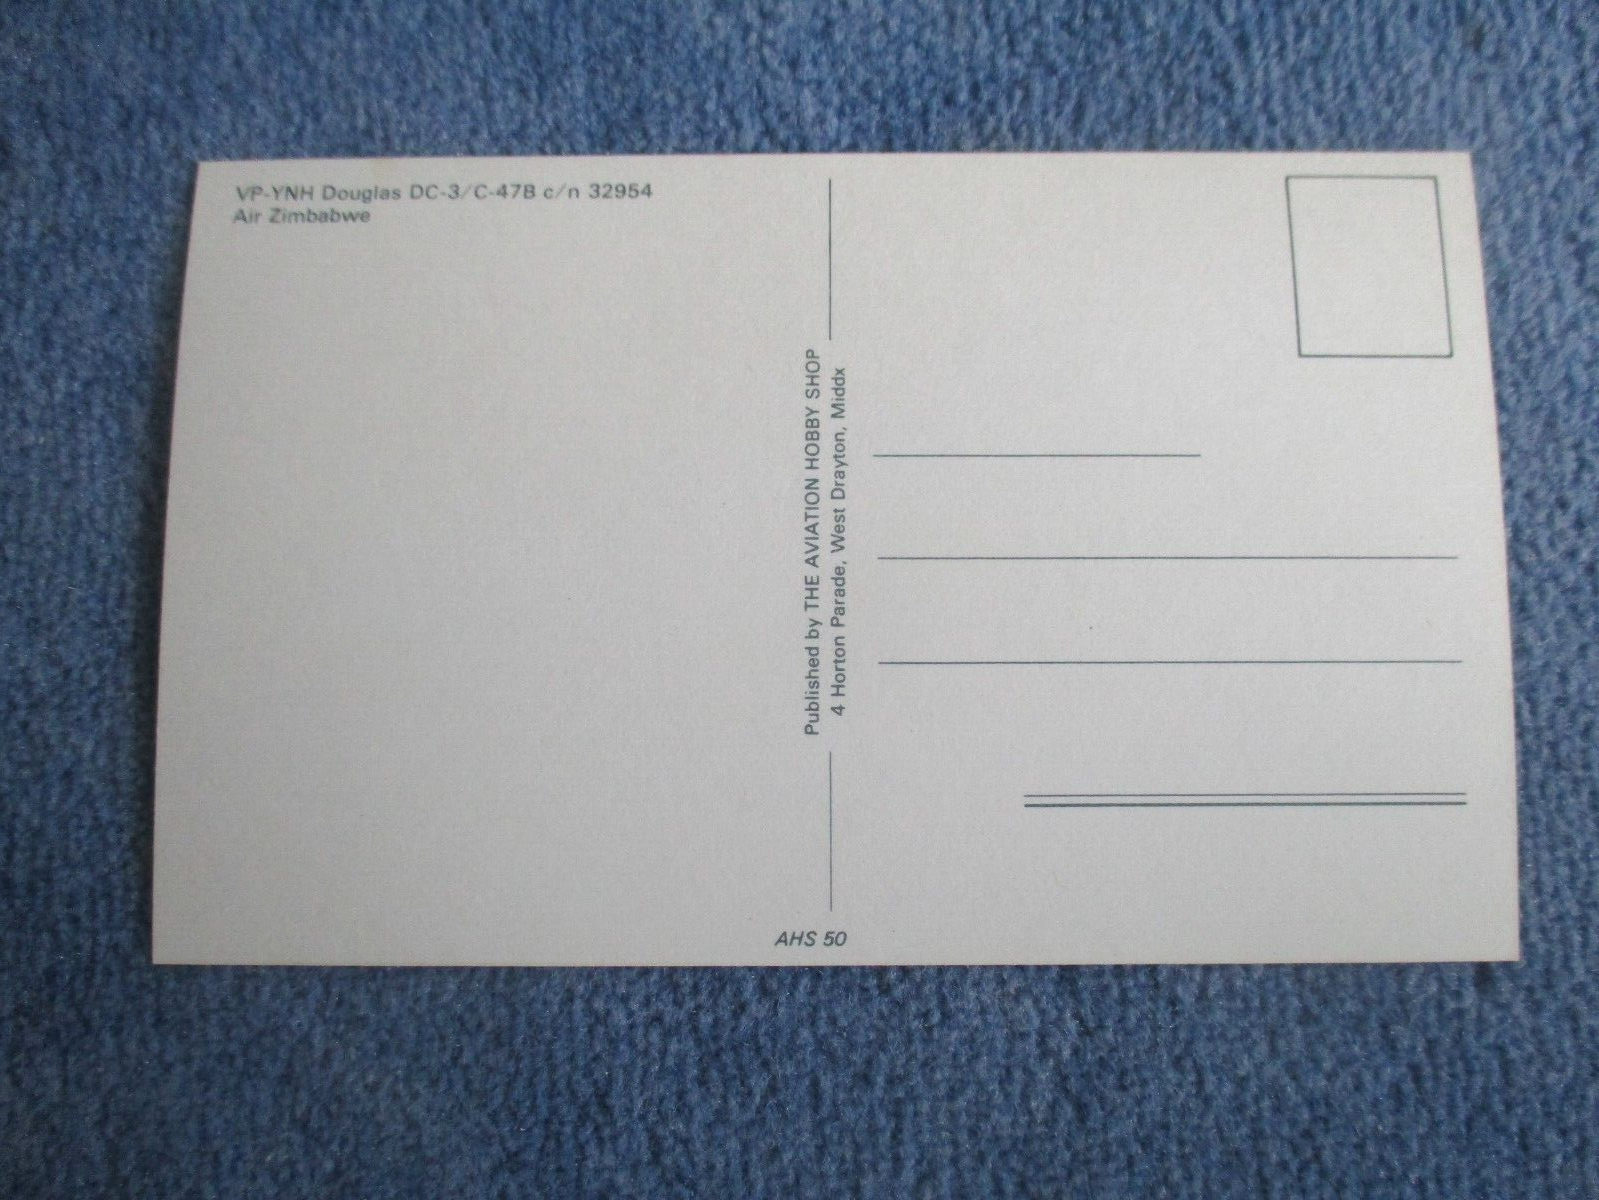 VP-YNH Douglas DC-3/C-47B c/n 32954
Air Zimbabwe
Published by THE AVIATION HOBBY SHOP
4 Horton Parade, West Drayton, Middx
AHS 50